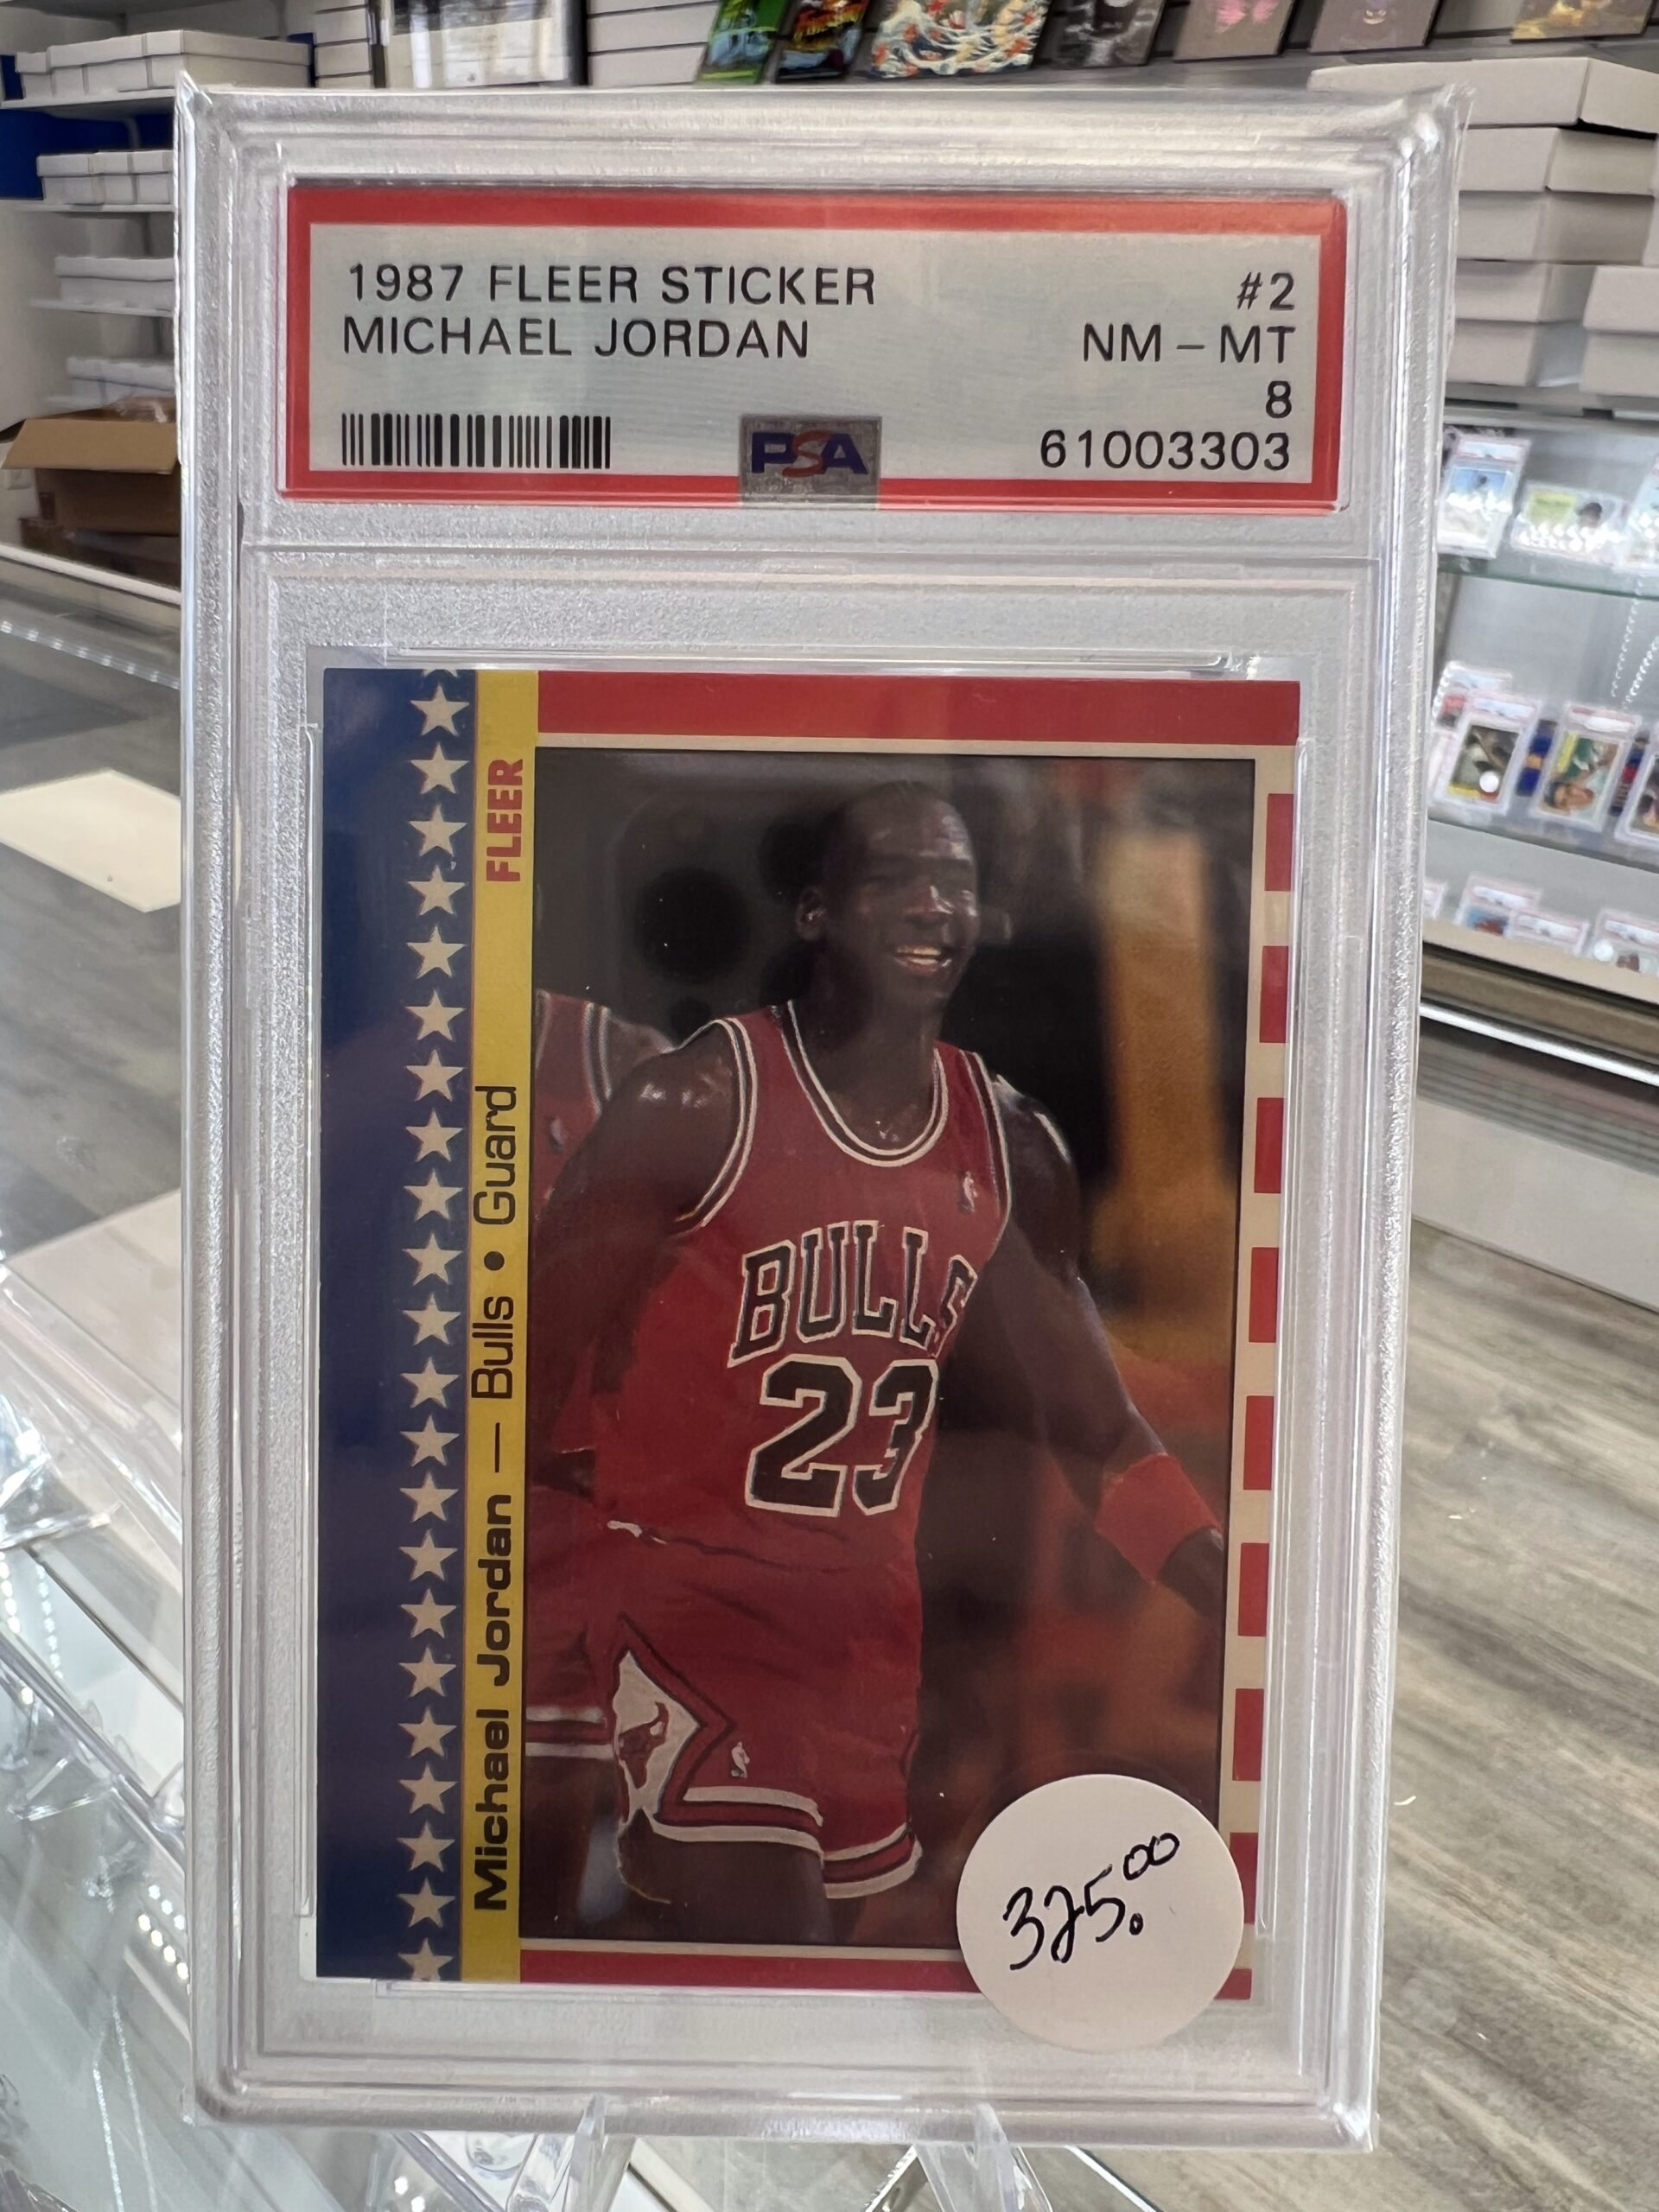 1987 FLEER STICKER #2
MICHAEL JORDAN NM - MT
8
PSA 61003303
FLEER
Michael Jordan — Bulls • Guard
BULLS
23
325.00